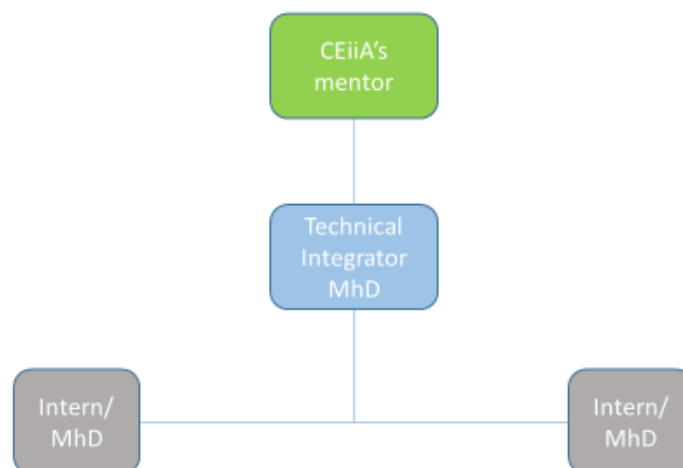 CEiiA's
mentor
Technical
Integrator
MhD
Intern/
MhD
Intern/
MhD